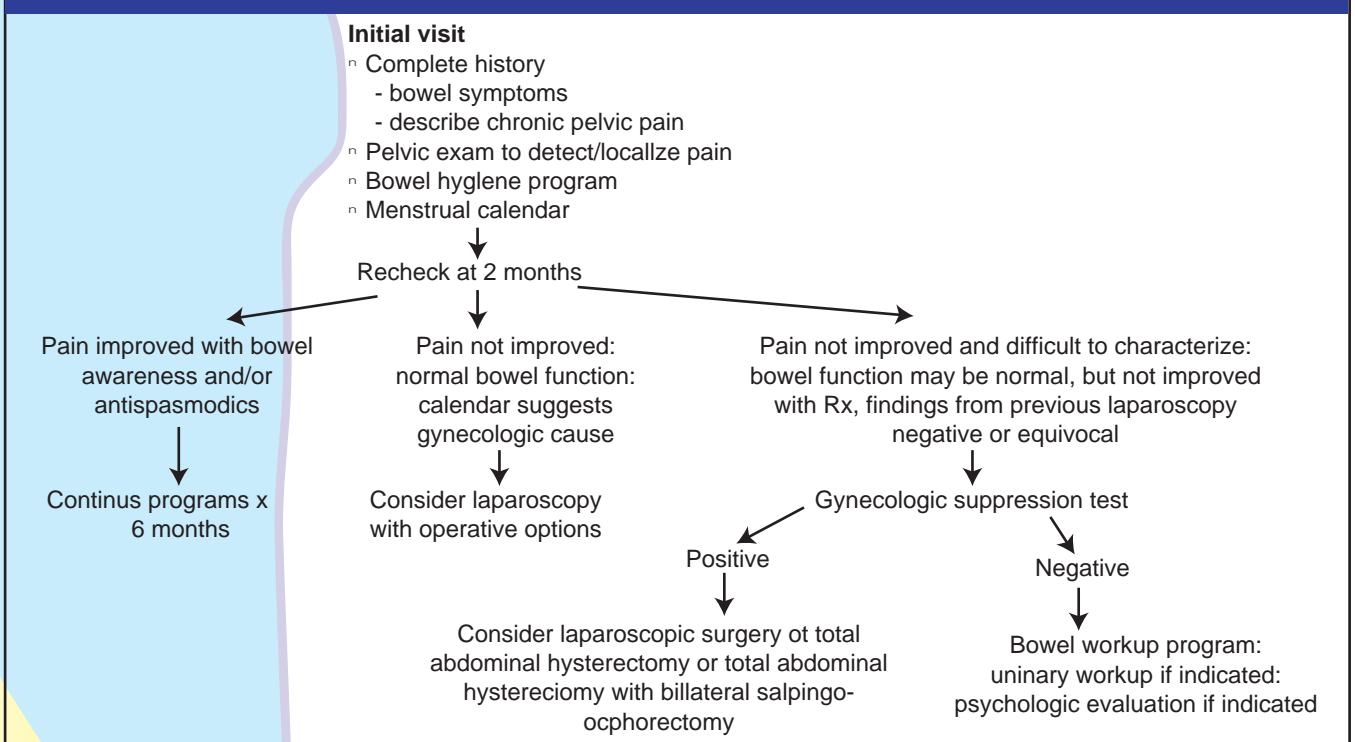 Initial visit
n Complete history
- bowel symptoms
- describe chronic pelvic pain
n Pelvic exam to detect/locallze pain
n Bowel hyglene program
n Menstrual calendar
Recheck at 2 months
Pain improved with bowel
awareness and/or
antispasmodics
Continus programs x
6 months
Pain not improved:
normal bowel function:
calendar suggests
gynecologic cause
Consider laparoscopy
with operative options
Pain not improved and difficult to characterize:
bowel function may be normal, but not improved
with Rx, findings from previous laparoscopy
negative or equivocal
Gynecologic suppression test
Positive
Consider laparoscopic surgery ot total
abdominal hysterectomy or total abdominal
hystereciomy with billateral salpingo-
ocphorectomy
Negative
Bowel workup program:
uninary workup if indicated:
psychologic evaluation if indicated